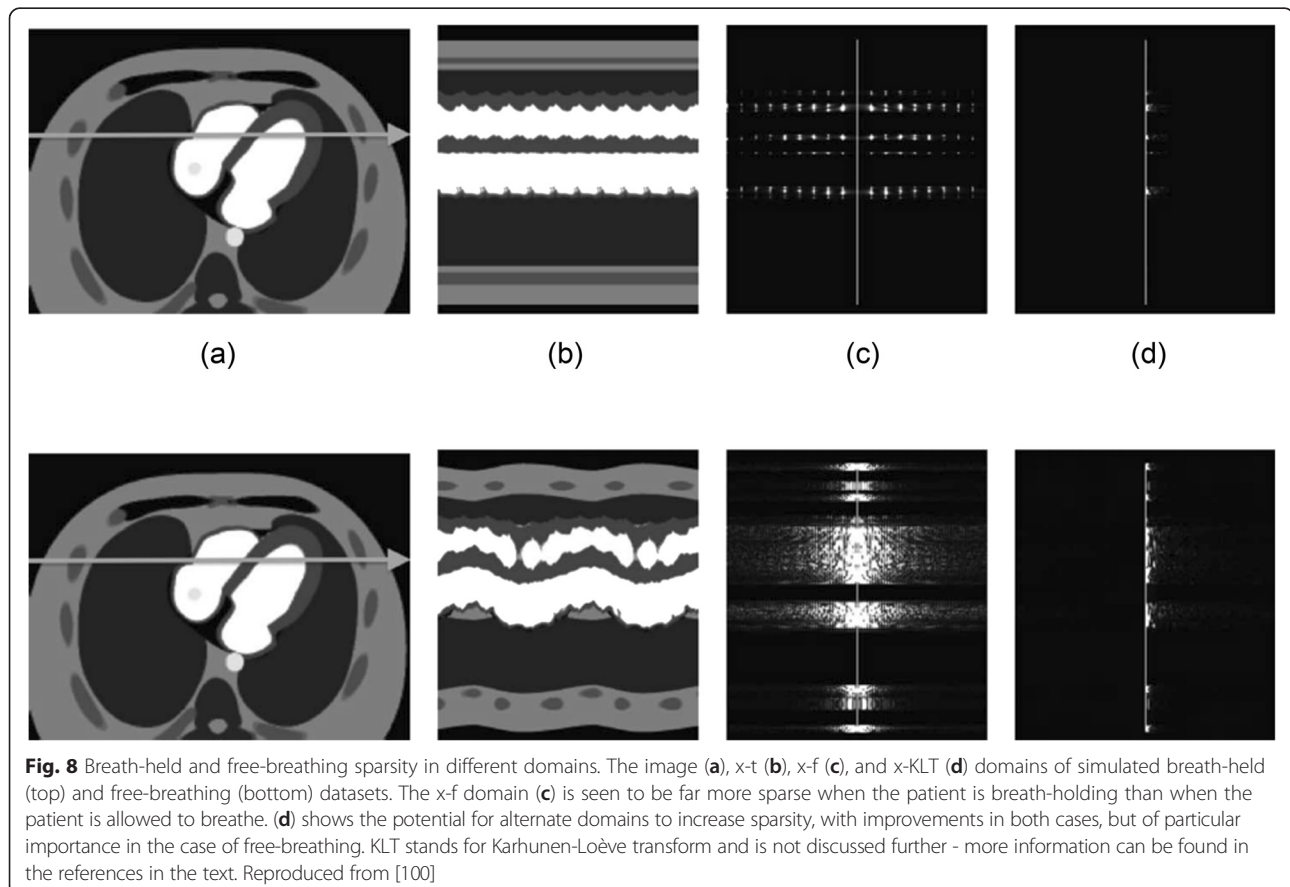 (a)
(b)
(c)
(d)
Fig. 8 Breath-held and free-breathing sparsity in different domains. The image (a), x-t (b), x-f (c), and x-KLT (d) domains of simulated breath-held
(top) and free-breathing (bottom) datasets. The x-f domain (c) is seen to be far more sparse when the patient is breath-holding than when the
patient is allowed to breathe. (d) shows the potential for alternate domains to increase sparsity, with improvements in both cases, but of particular
importance in the case of free-breathing. KLT stands for Karhunen-Loève transform and is not discussed further - more information can be found in
the references in the text. Reproduced from [100]